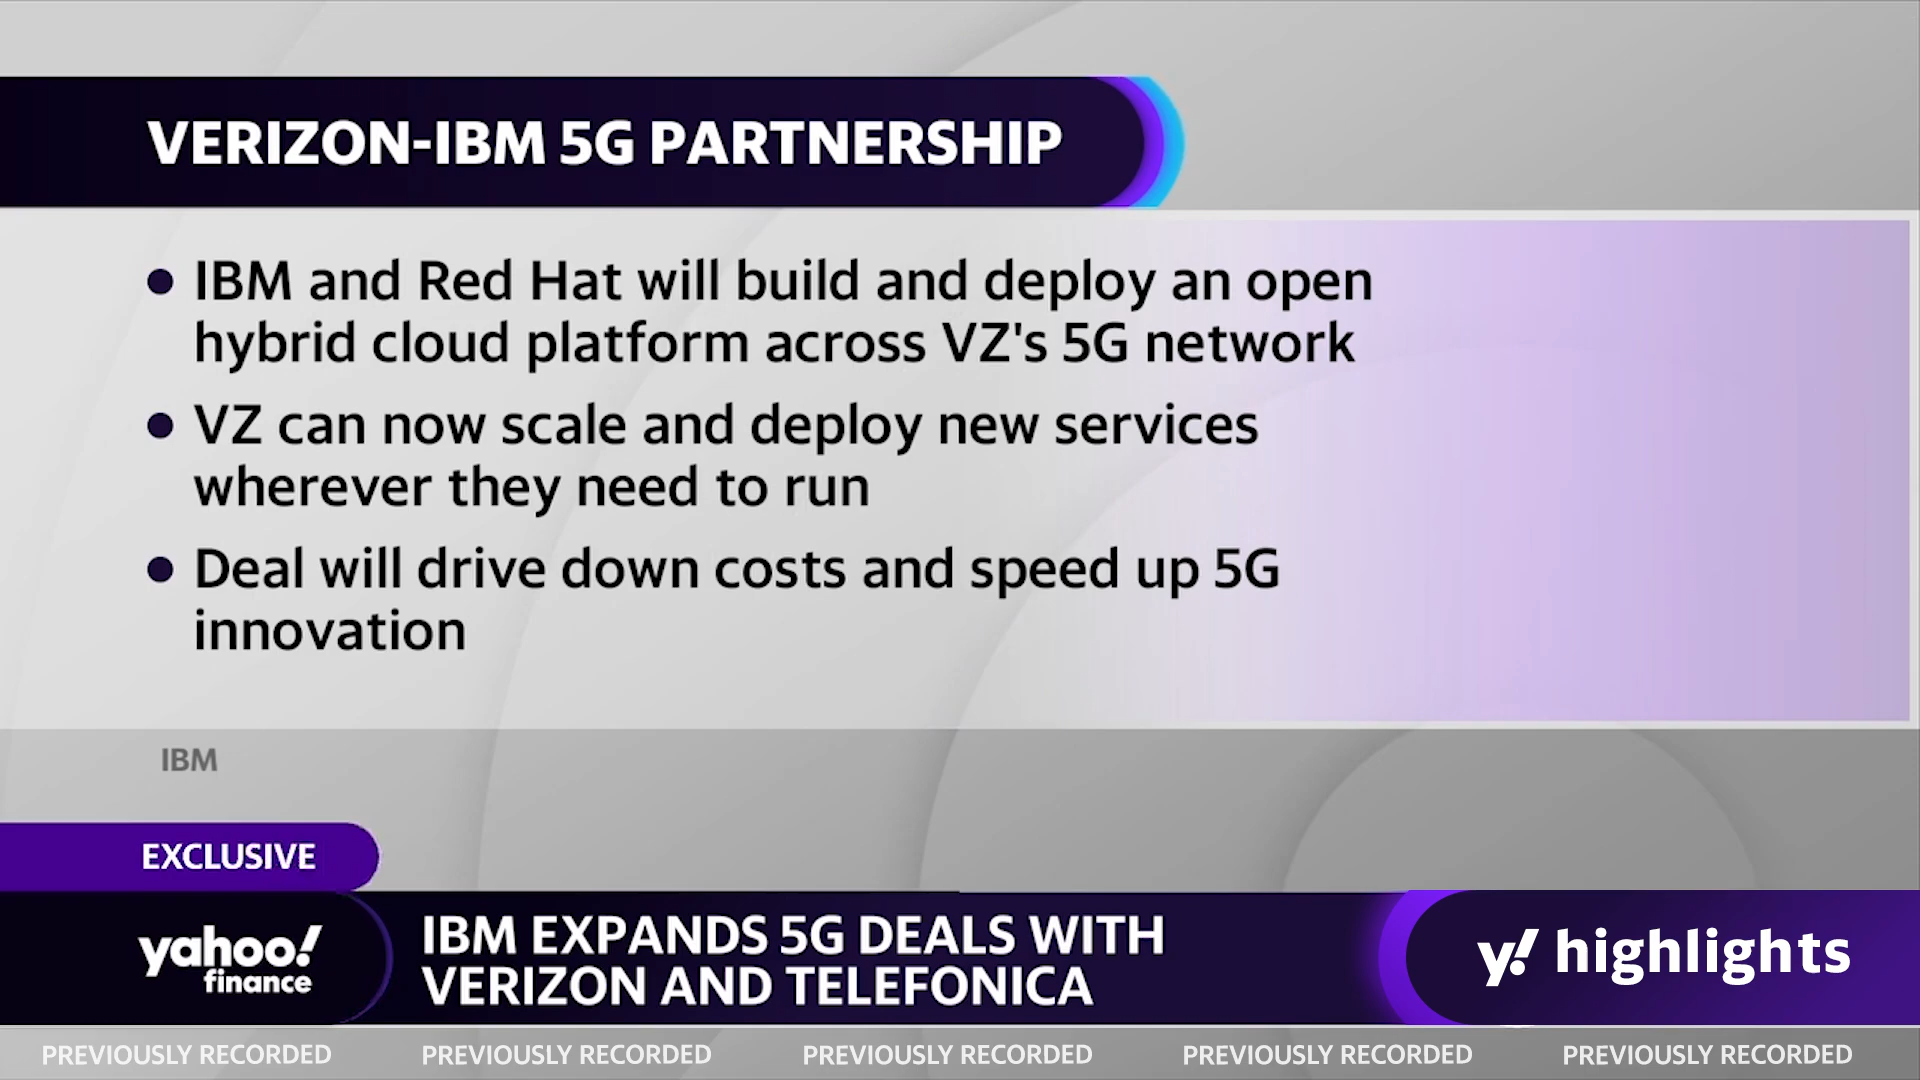 VERIZON-IBM 5G PARTNERSHIP
● IBM and Red Hat will build and deploy an open
hybrid cloud platform across VZ's 5G network
● VZ can now scale and deploy new services
wherever they need to run
● Deal will drive down costs and speed up 5G
innovation
IBM
EXCLUSIVE
yahoo!
finance
IBM EXPANDS 5G DEALS WITH
VERIZON AND TELEFONICA
y! highlights
PREVIOUSLY RECORDED PREVIOUSLY RECORDED PREVIOUSLY RECORDED PREVIOUSLY RECORDED PREVIOUSLY RECORDED